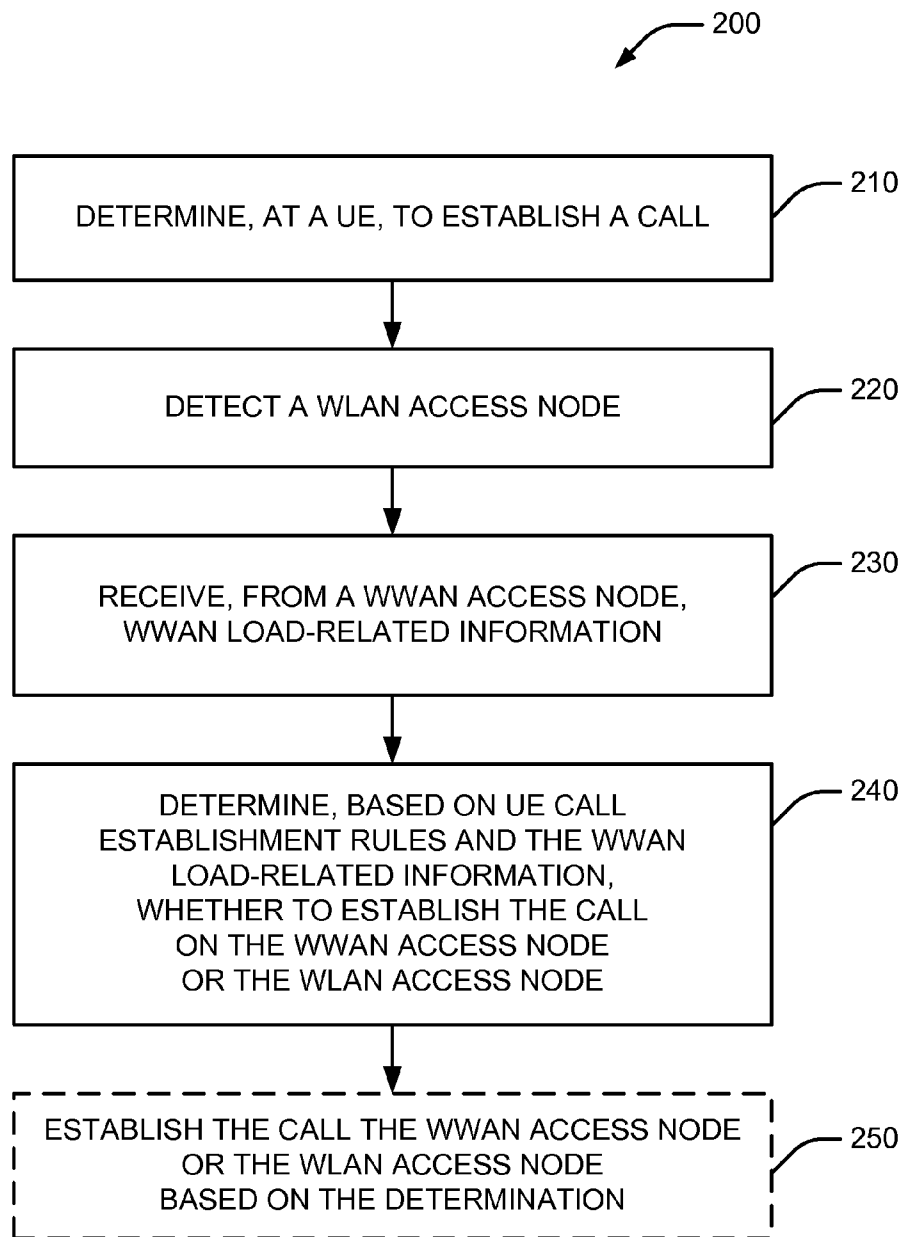 200
DETERMINE, AT A UE, TO ESTABLISH A CALL
210
DETECT A WLAN ACCESS NODE
220
RECEIVE, FROM A WWAN ACCESS NODE,
WWAN LOAD-RELATED INFORMATION
230
DETERMINE, BASED ON UE CALL
ESTABLISHMENT RULES AND THE WWAN
LOAD-RELATED INFORMATION,
WHETHER TO ESTABLISH THE CALL
ON THE WWAN ACCESS NODE
OR THE WLAN ACCESS NODE
240
ESTABLISH THE CALL THE WWAN ACCESS NODE
OR THE WLAN ACCESS NODE
BASED ON THE DETERMINATION
250